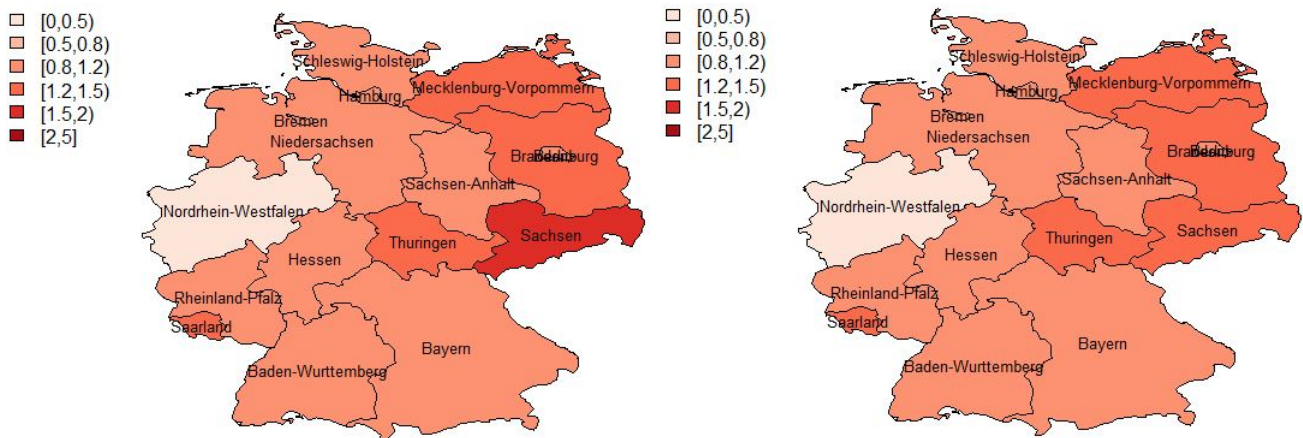 [0,0.5)
[0.5,0.8)
[0.8,1.2)
[1.2,1.5)
[1.5,2)
[2,5]
Schleswig-Holstein
Mecklenburg-Vorpommern
Hamburg
Bremen
Niedersachsen
Brandenburg
Berlin
Sachsen-Anhalt
Nordrhein-Westfalen
Sachsen
Thuringen
Hessen
Rheinland-Pfalz
Saarland
Bayern
Baden-Wurttemberg
[0,0.5)
[0.5,0.8)
[0.8,1.2)
[1.2,1.5)
[1.5,2)
[2,5]
Schleswig-Holstein
Mecklenburg-Vorpommern
Hamburg
Bremen
Niedersachsen
Brandenburg
Berlin
Sachsen-Anhalt
Nordrhein-Westfalen
Sachsen
Thuringen
Hessen
Rheinland-Pfalz
Saarland
Bayern
Baden-Wurttemberg